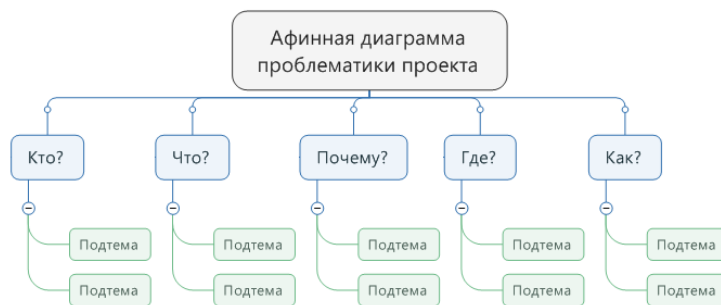 Афинная диаграмма
проблематики проекта
Кто?
Что?
Почему?
Где?
Как?
Подтема
Подтема
Подтема
Подтема
Подтема
Подтема
Подтема
Подтема
Подтема
Подтема